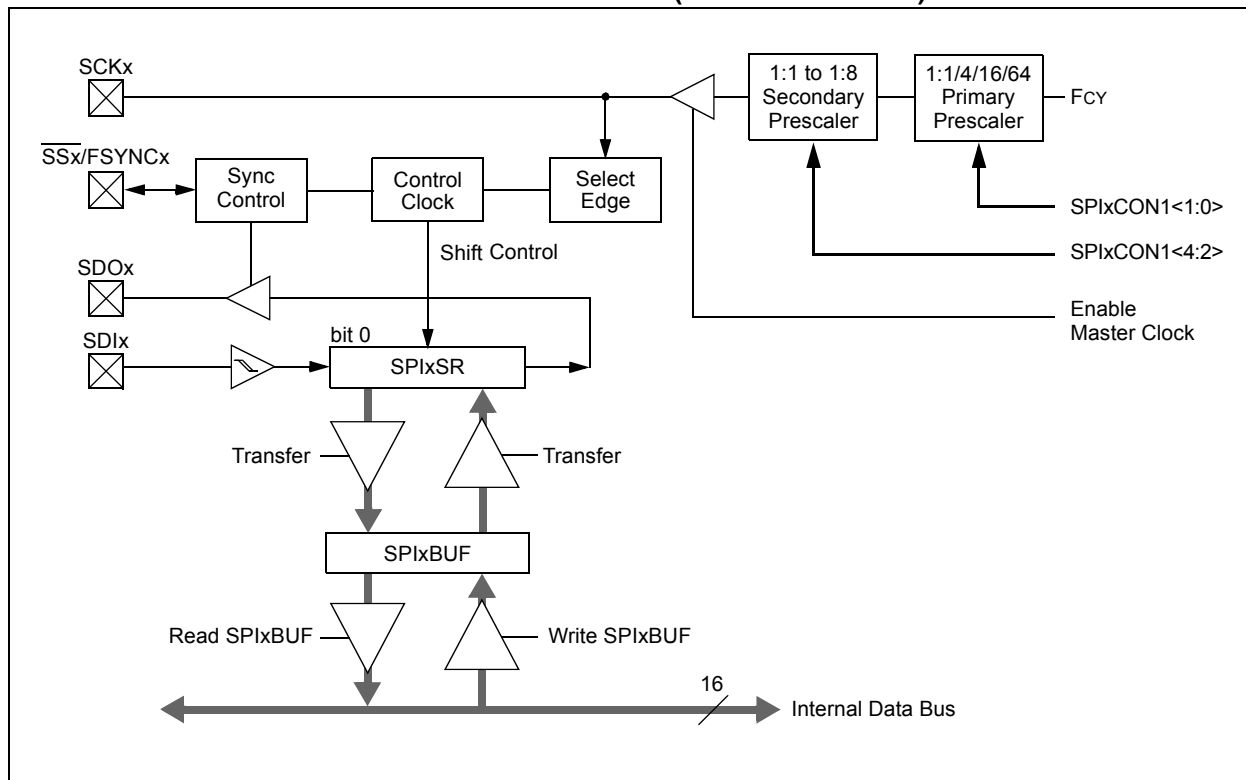 SCKx
1:1 to 1:8
Secondary
Prescaler
1:1/4/16/64
Primary
Prescaler
FCY
SSx/FSYNCx
Sync
Control
Control
Clock
Select
Edge
SPIxCON1<1:0>
Shift Control
SPIxCON1<4:2>
SDOx
Enable
Master Clock
SDIx
bit 0
SPIxSR
Transfer
Transfer
SPIxBUF
Read SPIxBUF
Write SPIxBUF
16
Internal Data Bus